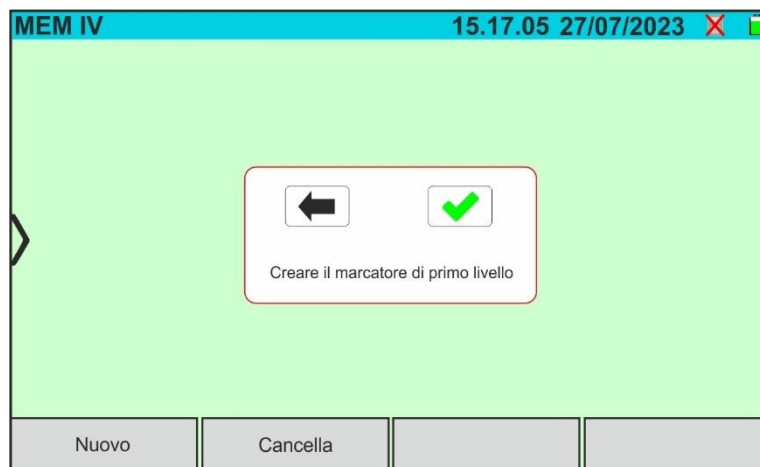 MEM IV 15.17.05 27/07/2023
Creare il marcatore di primo livello
Nuovo Cancella